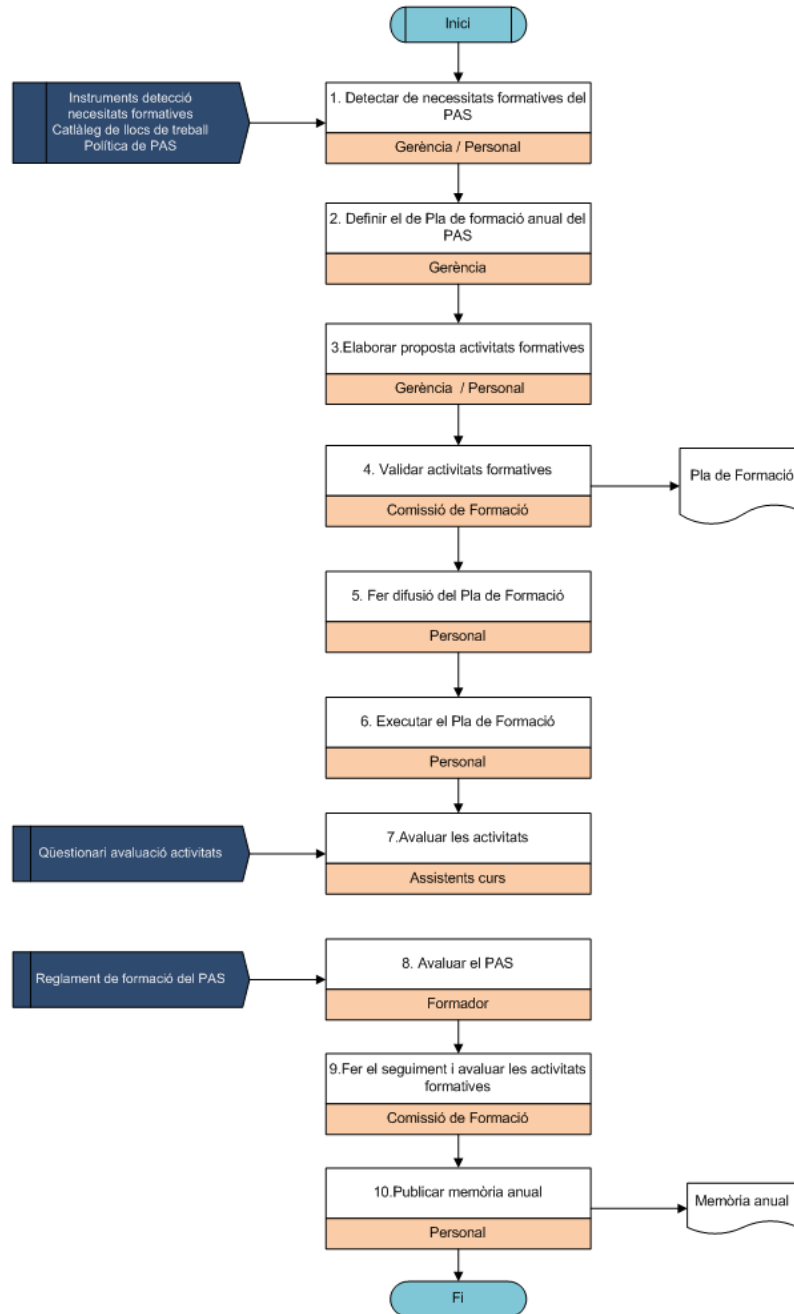 Inici
Instruments detecció
necesitats formatives
Catlàleg de llocs de treball
Política de PAS
1. Detectar de necessitats formatives del
PAS
Gerència / Personal
2. Definir el de Pla de formació anual del
PAS
Gerència
3.Elaborar proposta activitats formatives
Gerència / Personal
4. Validar activitats formatives
Comissió de Formació
Pla de Formació
5. Fer difusió del Pla de Formació
Personal
6. Executar el Pla de Formació
Personal
Qüestionari avaluació activitats
7.Avaluar les activitats
Assistents curs
Reglament de formació del PAS
8. Avaluar el PAS
Formador
9.Fer el seguiment i avaluar les activitats
formatives
Comissió de Formació
10.Publicar memòria anual
Personal
Memòria anual
Fi